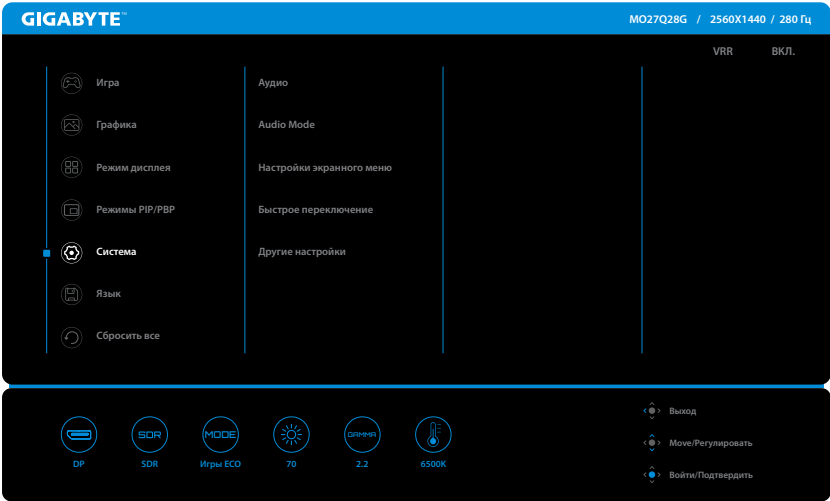 GIGABYTE™
MO27Q28G / 2560X1440 / 280 Гц
VRR ВКЛ.
Игра
Графика
Режим дисплея
Режимы PIP/PBP
Система
Язык
Сбросить все
Аудио
Audio Mode
Настройки экранного меню
Быстрое переключение
Другие настройки
SDR
MODE
GAMMA
DP
SDR
Игры ECO
70
2.2
6500K
Выход
Move/Регулировать
Войти/Подтвердить